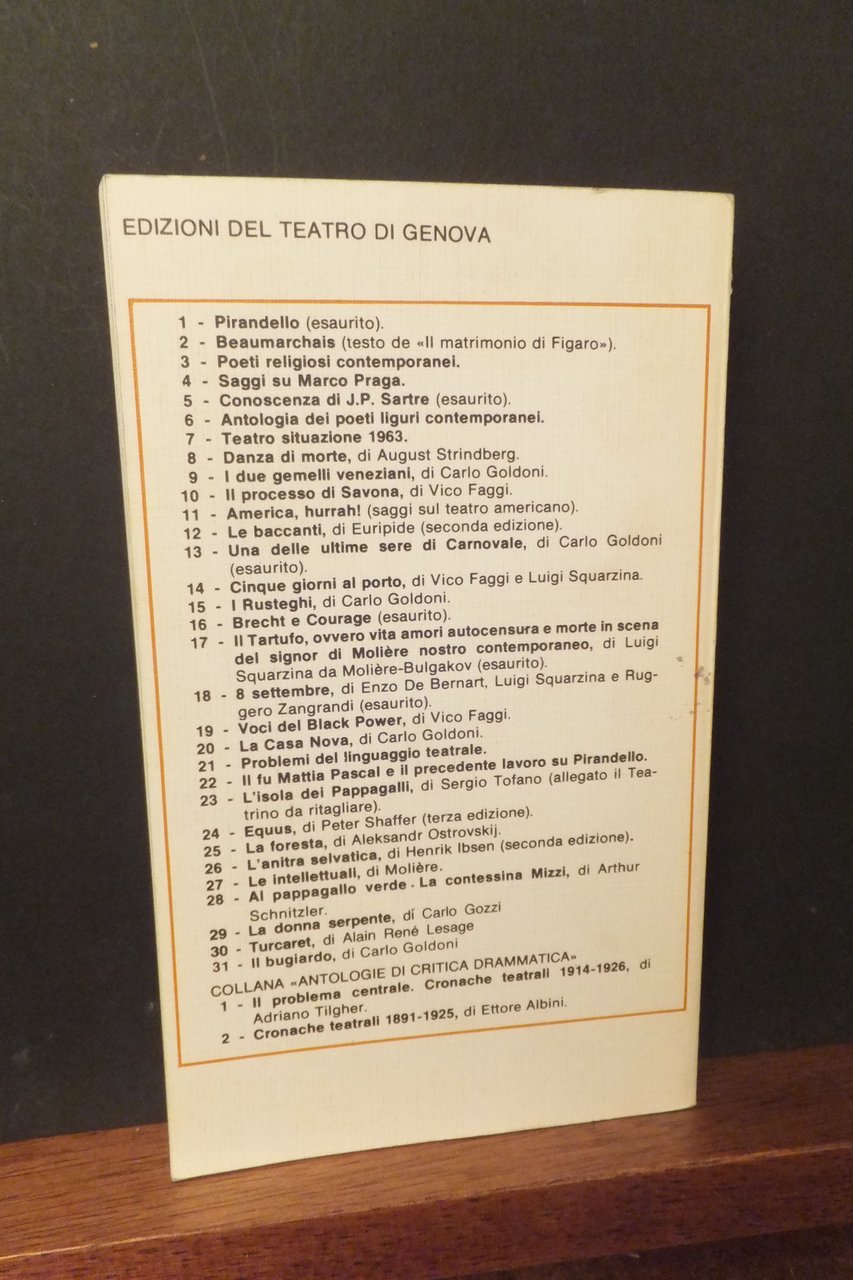 EDIZIONI DEL TEATRO DI GENOVA
1 - Pirandello (esaurito).
2 - Beaumarchais (testo de «Il matrimonio di Figaro»).
3 - Poeti religiosi contemporanei.
4 - Saggi su Marco Praga.
5 - Conoscenza di J.P. Sartre (esaurito).
6 - Antologia dei poeti liguri contemporanei.
7 - Teatro situazione 1963.
8 - Danza di morte, di August Strindberg.
9 - I due gemelli veneziani, di Carlo Goldoni.
10 - Il processo di Savona, di Vico Faggi.
11 - America, hurrah! (saggi sul teatro americano).
12 - Le baccanti, di Euripide (seconda edizione).
13 - Una delle ultime sere di Carnovale, di Carlo Goldoni
(esaurito).
14 - Cinque giorni al porto, di Vico Faggi e Luigi Squarzina.
15 - I Rusteghi, di Carlo Goldoni.
16 - Brecht e Courage (esaurito).
17 - Il Tartufo, ovvero vita amori autocensura e morte in scena
del signor di Molière nostro contemporaneo, di Luigi
Squarzina da Molière-Bulgakov (esaurito).
18 - 8 settembre, di Enzo De Bernart, Luigi Squarzina e Rug-
gero Zangrandi (esaurito).
19 - Voci del Black Power, di Vico Faggi.
20 - La Casa Nova, di Carlo Goldoni.
21 - Problemi del linguaggio teatrale.
22 - Il fu Mattia Pascal e il precedente lavoro su Pirandello.
23 - L'isola dei Pappagalli, di Sergio Tofano (allegato il Tea-
trino da ritagliare).
24 - Equus, di Peter Shaffer (terza edizione).
25 - La foresta, di Aleksandr Ostrovskij.
26 - L'anitra selvatica, di Henrik Ibsen (seconda edizione).
27 - Le intellettuali, di Molière.
28 - Al pappagallo verde - La contessina Mizzi, di Arthur
Schnitzler.
29 - La donna serpente, di Carlo Gozzi
30 - Turcaret, di Alain René Lesage
31 - Il bugiardo, di Carlo Goldoni
COLLANA «ANTOLOGIE DI CRITICA DRAMMATICA»
1 - Il problema centrale. Cronache teatrali 1914-1926, di
Adriano Tilgher.
2 - Cronache teatrali 1891-1925, di Ettore Albini.